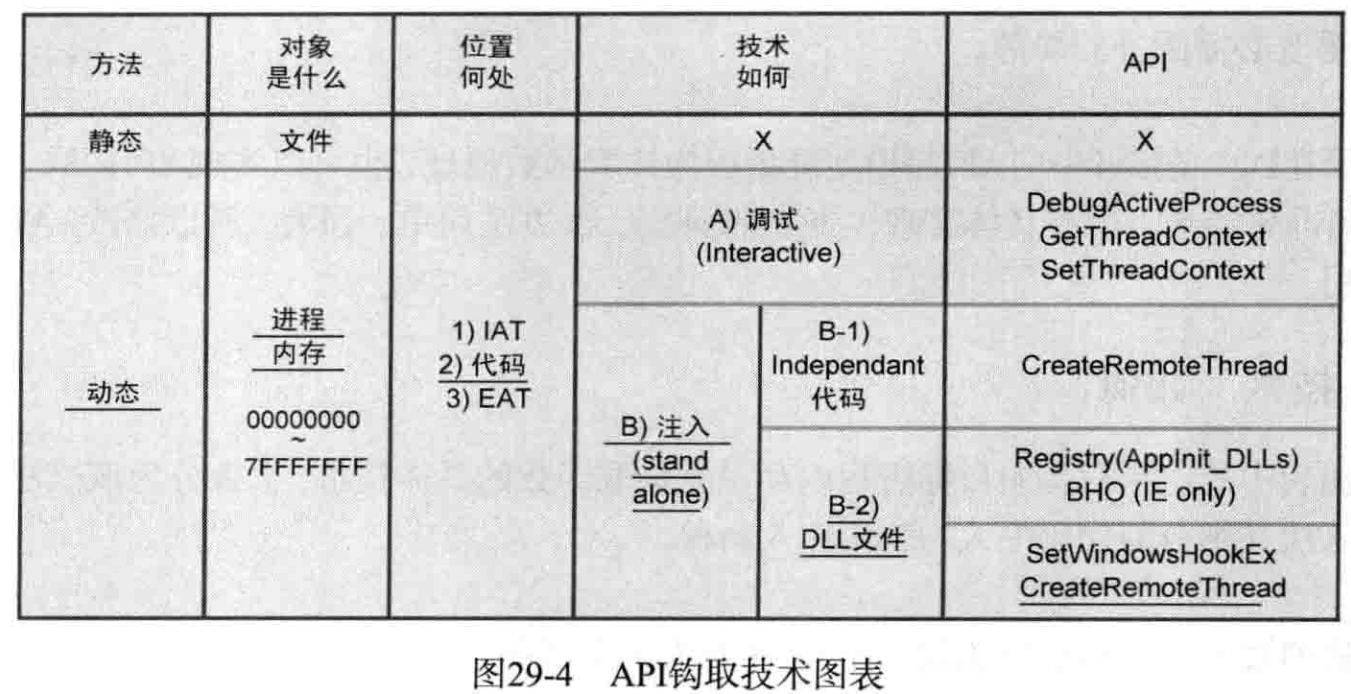 方法
对象
是什么
位置
何处
技术
如何
API
静态
文件
X
X
动态
进程
内存
00000000
~
7FFFFFFF
1) IAT
2) 代码
3) EAT
A) 调试
(Interactive)
DebugActiveProcess
GetThreadContext
SetThreadContext
B) 注入
(stand
alone)
B-1)
Independant
代码
CreateRemoteThread
B-2)
DLL文件
Registry(AppInit_DLLs)
BHO (IE only)
SetWindowsHookEx
CreateRemoteThread
图29-4 API钩取技术图表